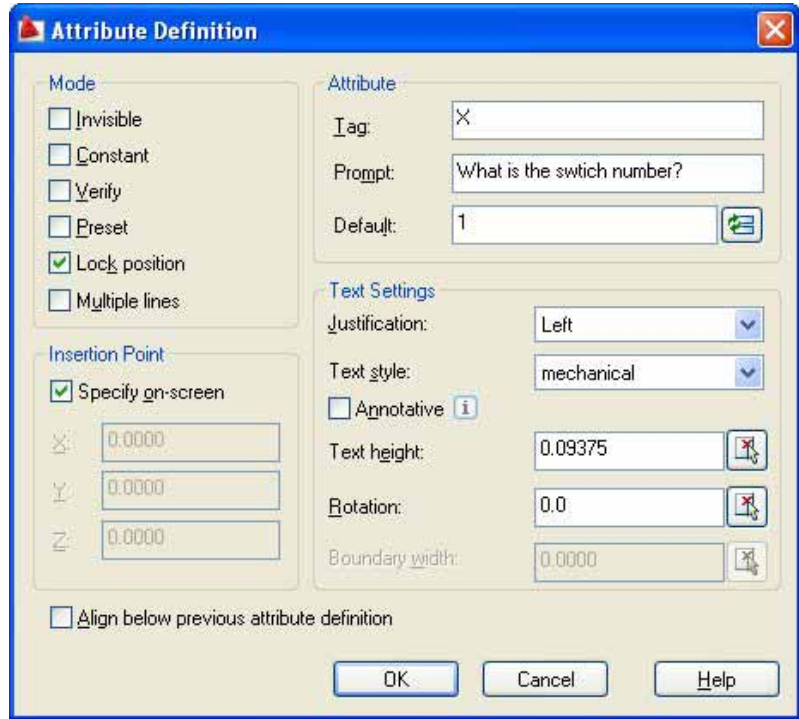 Attribute Definition
Mode
Invisible
Constant
Verify
Preset
Lock position
Multiple lines
Attribute
Tag: X
Prompt: What is the swtich number?
Default: 1
Insertion Point
Specify on-screen
X: 0.0000
Y: 0.0000
Z: 0.0000
Text Settings
Justification: Left
Text style: mechanical
Annotative i
Text height: 0.09375
Rotation: 0.0
Boundary width: 0.0000
Align below previous attribute definition
OK Cancel Help